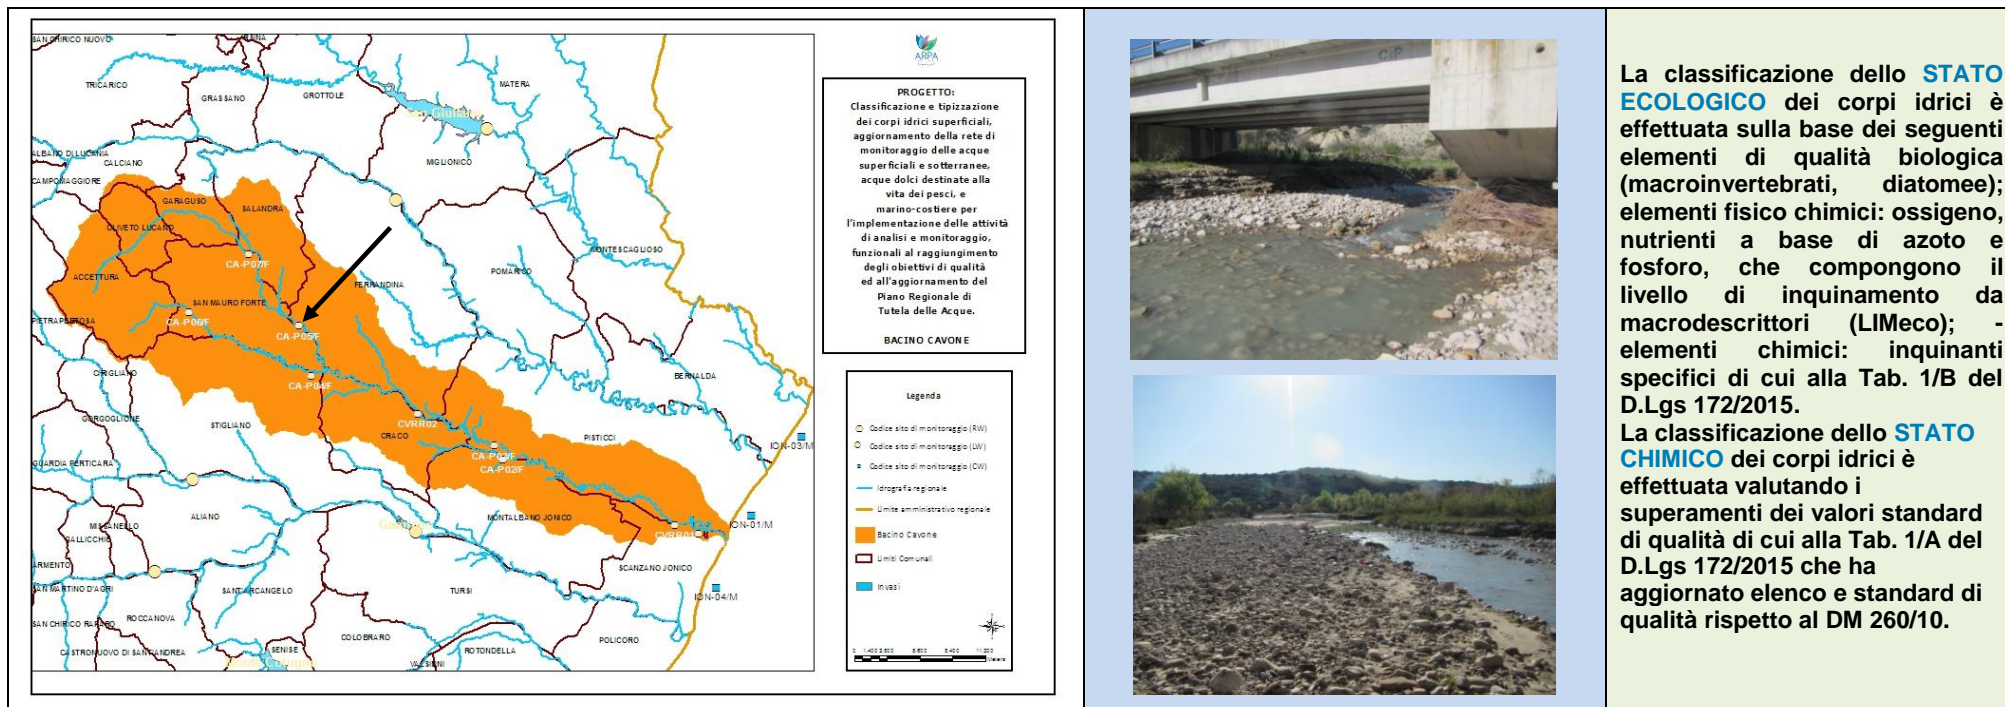 SAN CHIRICO NUOVO
TRICARICO
GRASSANO
GROTTOLE
MATERA
ALBANO DI LUCANIA
CALCIANO
CAMPOMAGGIORE
MIGLIONICO
GARAGUSO
SALANDRA
OLIVETO LUCANO
ACCETTURA
CA-P07/F
MONTESCAGLIOSO
POMARICO
FERRANDINA
SAN MAURO FORTE
PIETRAPERTOSA
CA-P06/F
CA-P05/F
CIRIGLIANO
CA-P04/F
BERNALDA
GORGOGLIONE
STIGLIANO
CVRR02
CRACO
PISTICCI
ION-03/M
GUARDIA PERTICARA
CA-P02/F
ALIANO
MISSANELLO
GALLICCHIO
MONTALBANO JONICO
ION-01/M
CVRR01
ARMENTO
SCANZANO JONICO
SAN MARTINO D'AGRI
SANT'ARCANGELO
TURSI
ION-04/M
ROCCANOVA
SAN CHIRICO RAPARO
COLOBRARO
POLICORO
CASTRONUOVO DI SANT'ANDREA
SENISE
ROTONDELLA
VALSINNI
ARPA
PROGETTO:
Classificazione e tipizzazione
dei corpi idrici superficiali,
aggiornamento della rete di
monitoraggio delle acque
superficiali e sotterranee,
acque dolci destinate alla
vita dei pesci, e
marino-costiere per
l'implementazione delle attività
di analisi e monitoraggio,
funzionali al raggiungimento
degli obiettivi di qualità
ed all'aggiornamento del
Piano Regionale di
Tutela delle Acque.
BACINO CAVONE
Legenda
Codice sito di monitoraggio (RW)
Codice sito di monitoraggio (LW)
Codice sito di monitoraggio (CW)
Idrografia regionale
Limite amministrativo regionale
Bacino Cavone
Limiti Comunali
Invasi
Meters
La classificazione dello STATO
ECOLOGICO dei corpi idrici è
effettuata sulla base dei seguenti
elementi di qualità biologica
(macroinvertebrati, diatomee);
elementi fisico chimici: ossigeno,
nutrienti a base di azoto e
fosforo, che compongono il
livello di inquinamento da
macrodescrittori (LIMeco); -
elementi chimici: inquinanti
specifici di cui alla Tab. 1/B del
D.Lgs 172/2015.
La classificazione dello STATO
CHIMICO dei corpi idrici è
effettuata valutando i
superamenti dei valori standard
di qualità di cui alla Tab. 1/A del
D.Lgs 172/2015 che ha
aggiornato elenco e standard di
qualità rispetto al DM 260/10.